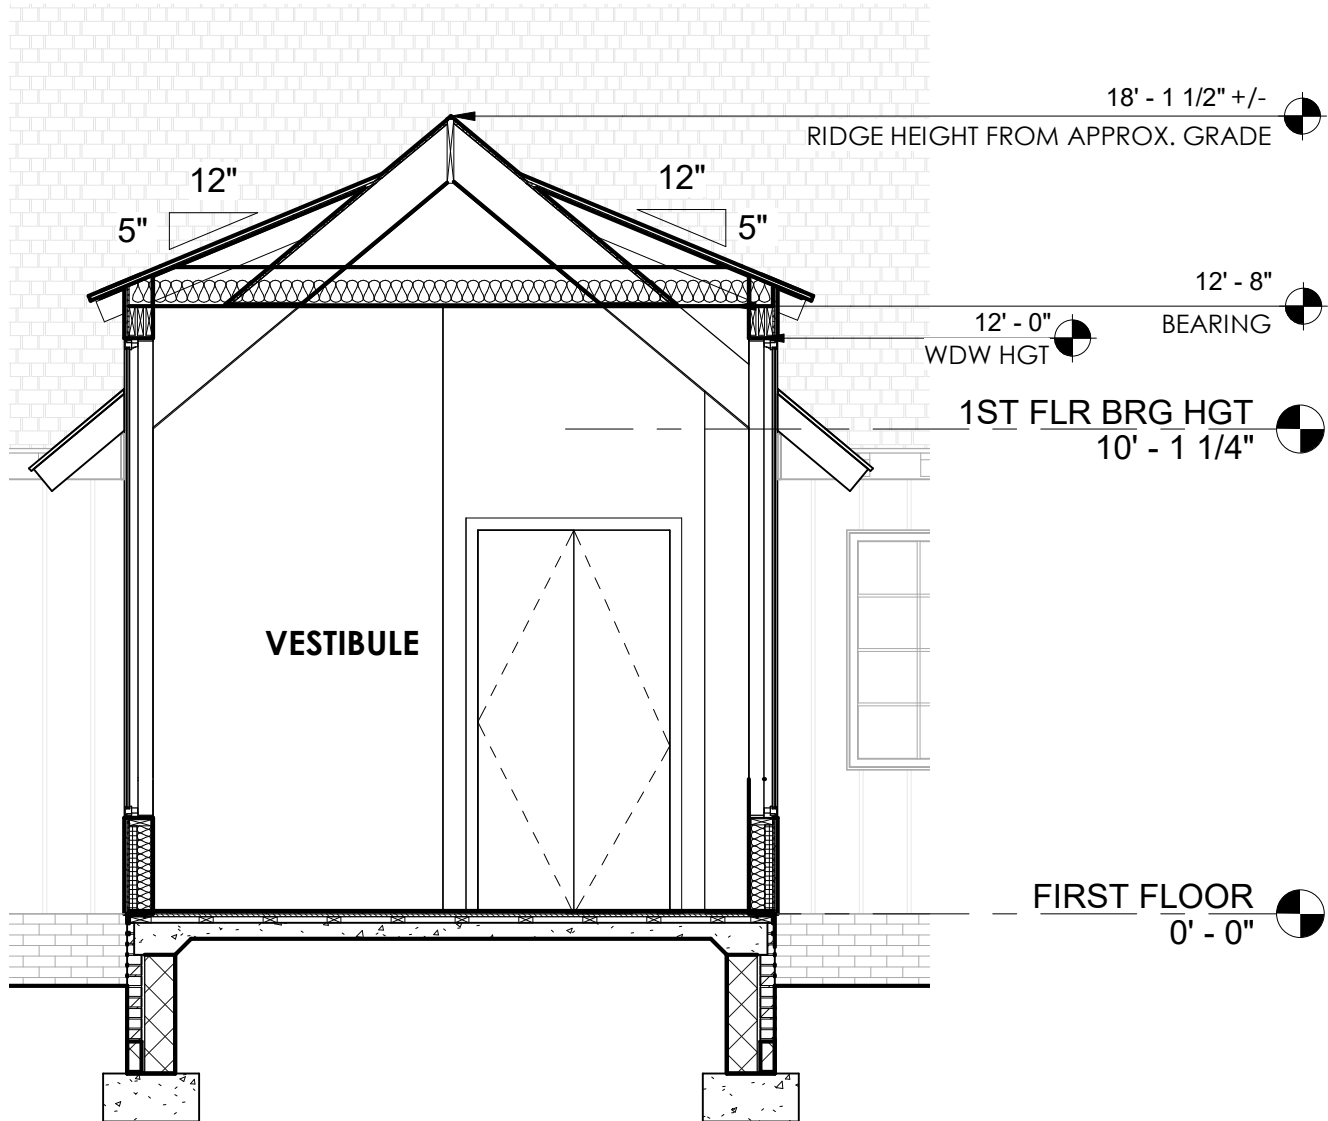 18' - 1 1/2" +/-
RIDGE HEIGHT FROM APPROX. GRADE
12"
12"
5"
5"
12' - 8"
BEARING
12' - 0"
WDW HGT
1ST FLR BRG HGT
10' - 1 1/4"
VESTIBULE
FIRST FLOOR
0' - 0"